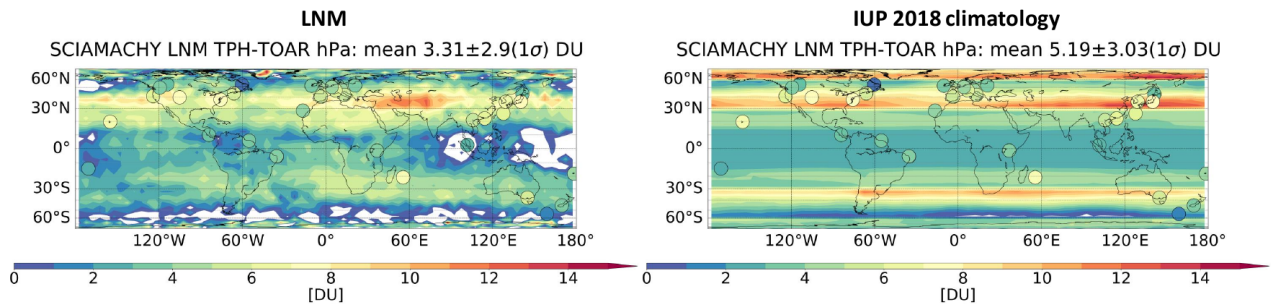 LNM
SCIAMACHY LNM TPH-TOAR hPa: mean 3.31±2.9(1σ) DU
60°N
30°N
0°
30°S
60°S
120°W 60°W 0° 60°E 120°E 180°
0 2 4 6 8 10 12 14
[DU]
IUP 2018 climatology
SCIAMACHY LNM TPH-TOAR hPa: mean 5.19±3.03(1σ) DU
60°N
30°N
0°
30°S
60°S
120°W 60°W 0° 60°E 120°E 180°
0 2 4 6 8 10 12 14
[DU]